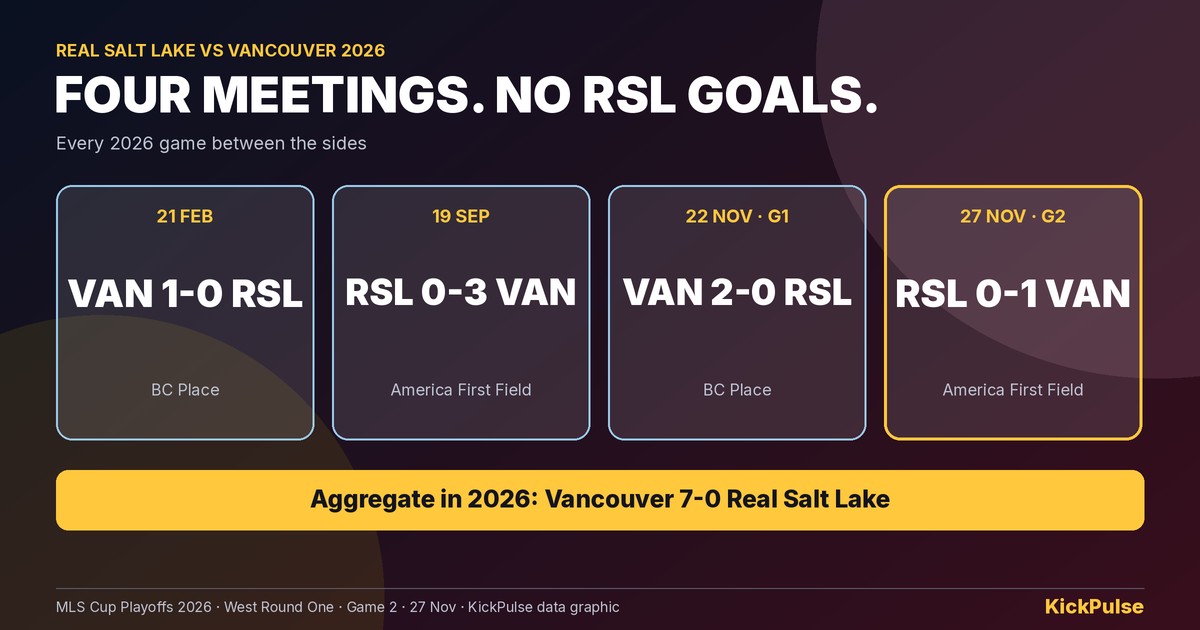 REAL SALT LAKE VS VANCOUVER 2026
FOUR MEETINGS. NO RSL GOALS.
Every 2026 game between the sides
21 FEB
VAN 1-0 RSL
BC Place
19 SEP
RSL 0-3 VAN
America First Field
22 NOV · G1
VAN 2-0 RSL
BC Place
27 NOV · G2
RSL 0-1 VAN
America First Field
Aggregate in 2026: Vancouver 7-0 Real Salt Lake
MLS Cup Playoffs 2026 · West Round One · Game 2 · 27 Nov · KickPulse data graphic
KickPulse